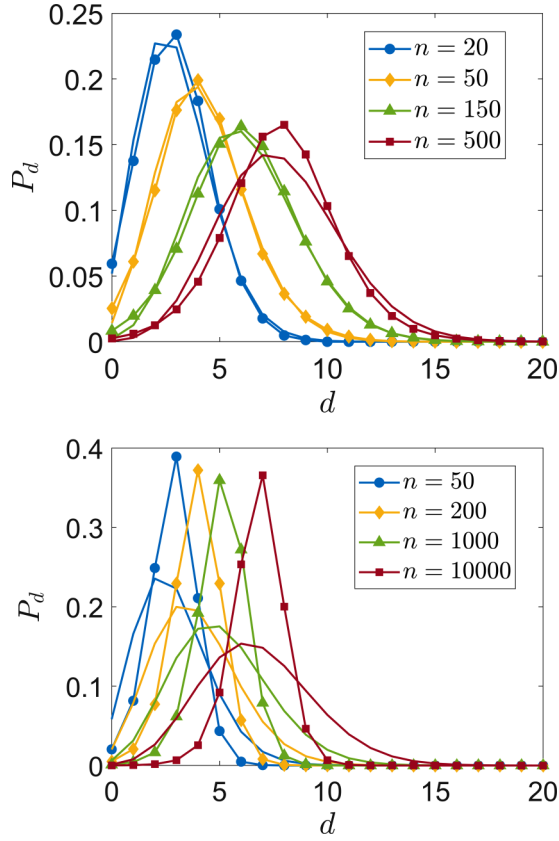 0.25
0.2
0.15
0.1
0.05
0
P_d
n = 20
n = 50
n = 150
n = 500
0 5 10 15 20
d
0.4
0.3
0.2
0.1
0
P_d
n = 50
n = 200
n = 1000
n = 10000
0 5 10 15 20
d